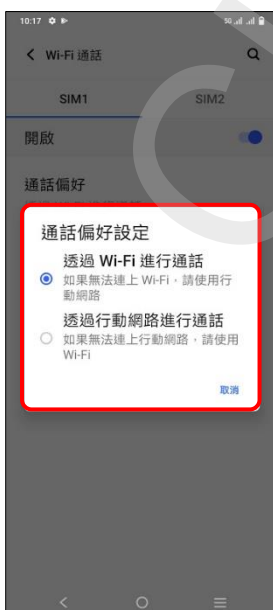 10:17
5G
Wi-Fi 通話
SIM1 SIM2
開啟
通話偏好
通話偏好設定
透過 Wi-Fi 進行通話
如果無法連上 Wi-Fi，請使用行
動網路
透過行動網路進行通話
如果無法連上行動網路，請使用
Wi-Fi
取消